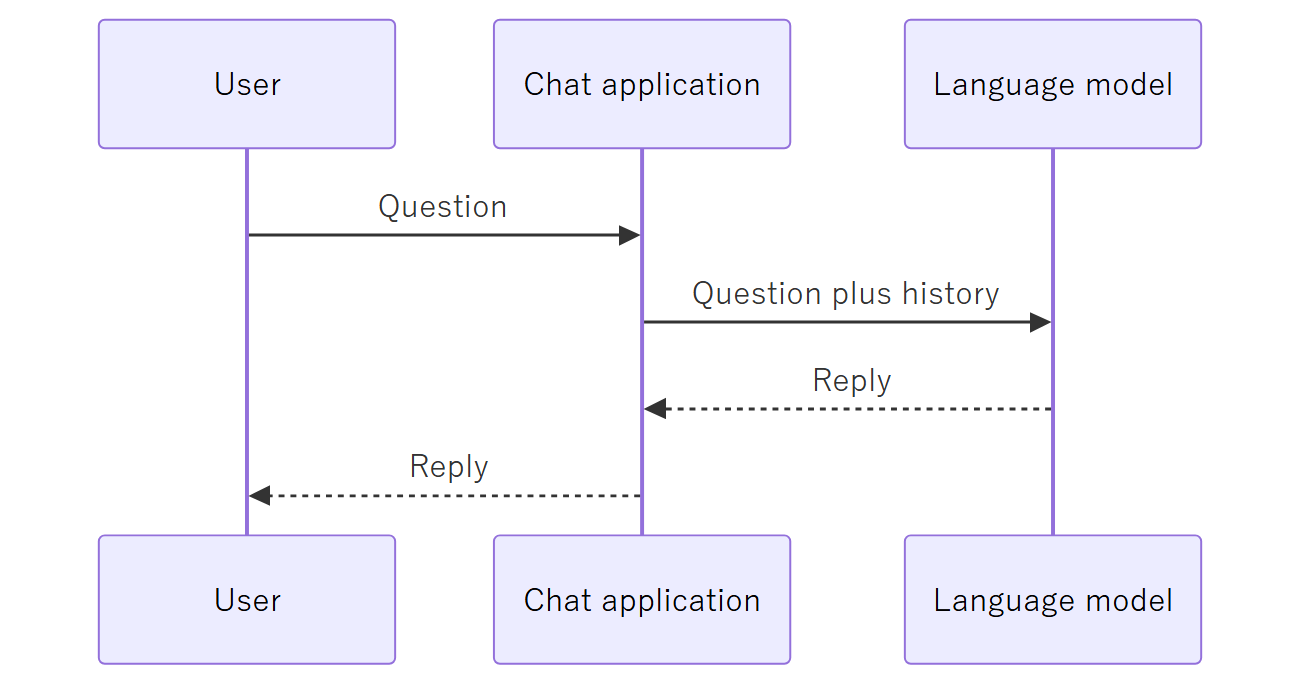 User
Chat application
Language model
Question
Question plus history
Reply
Reply
User
Chat application
Language model